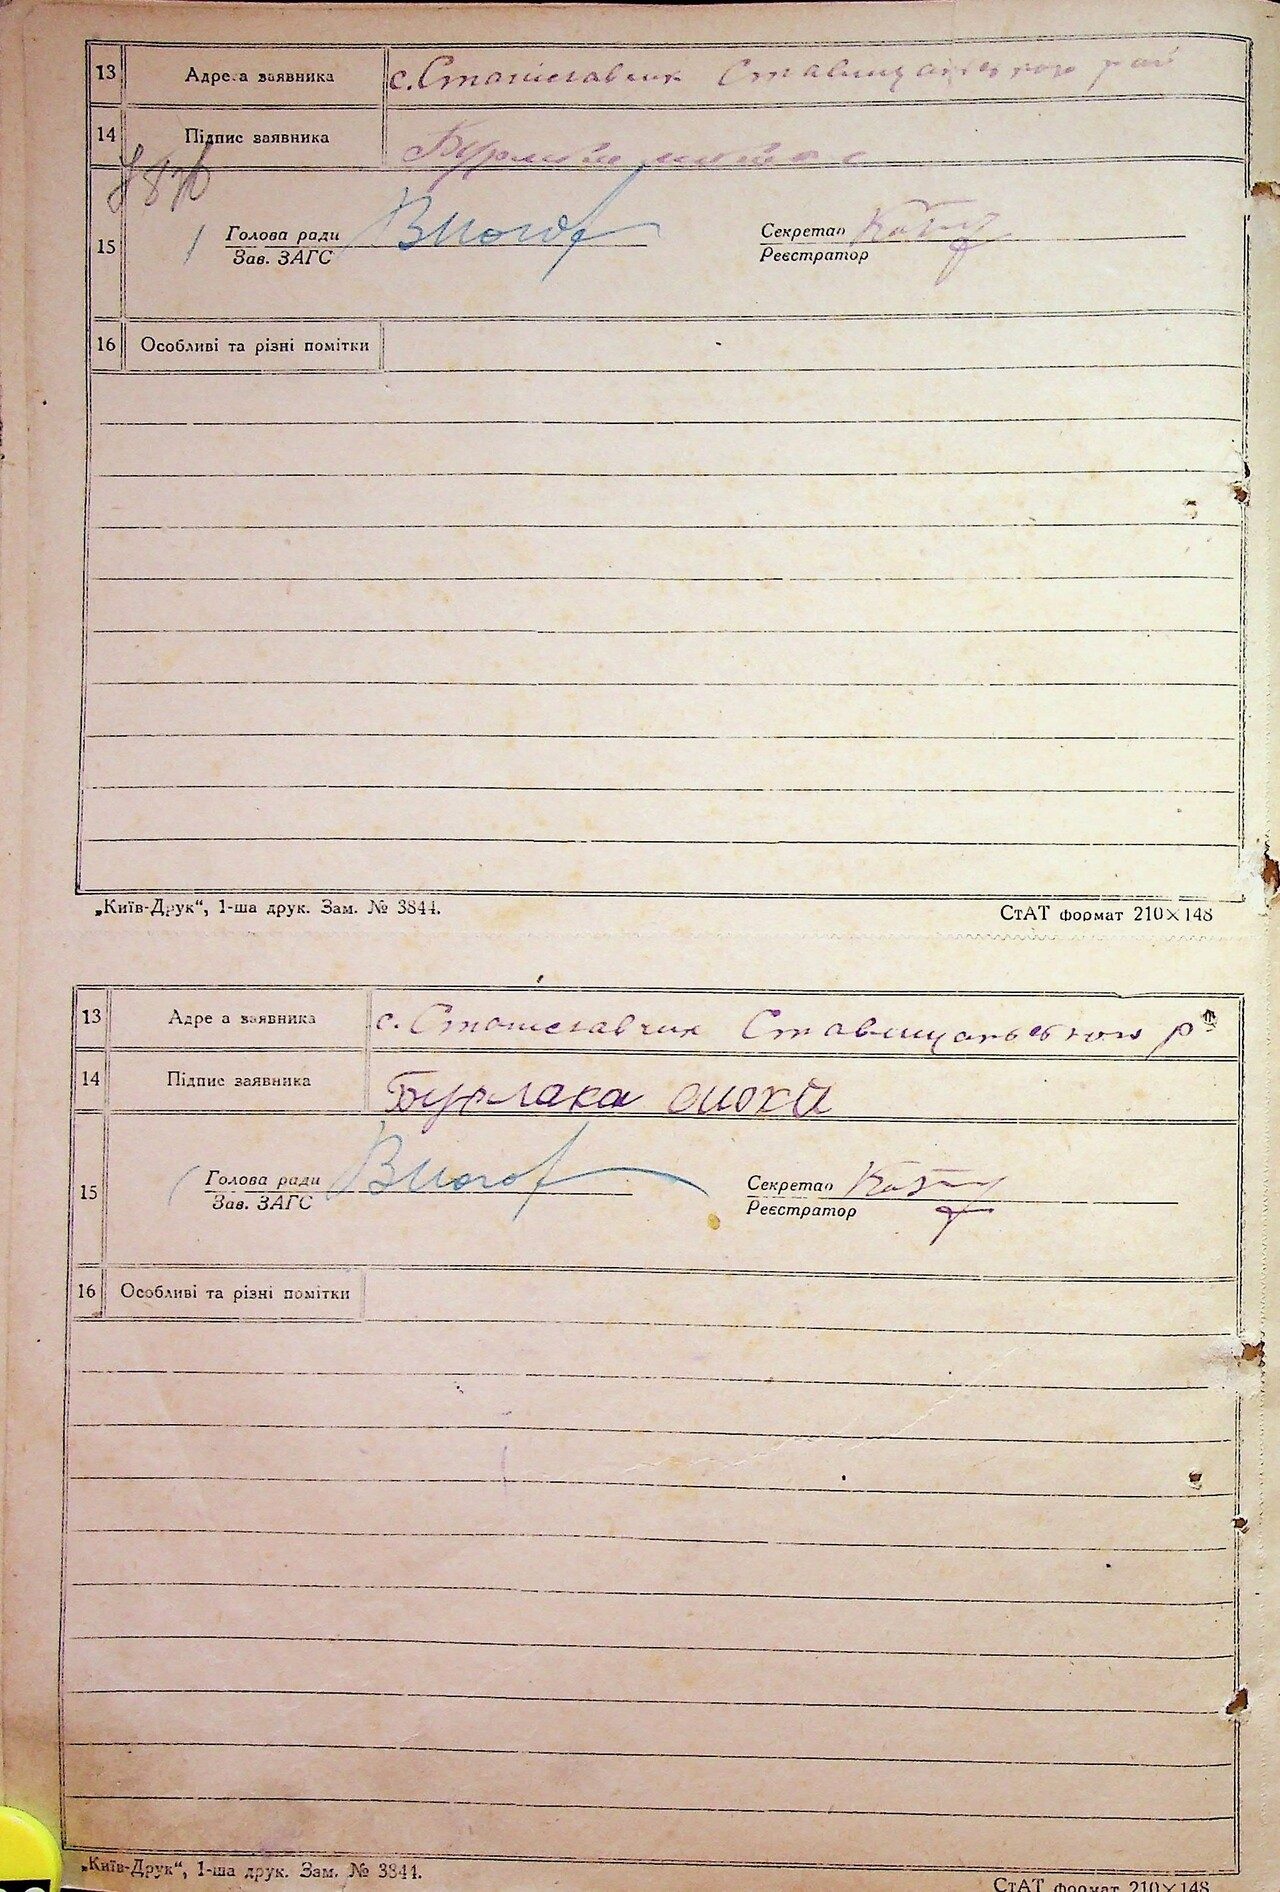 13 Адреса заявника с. Станіславчик Ставищанського рай
14 Підпис заявника
15 Голова ради Секретар
Зав. ЗАГС Реєстратор
16 Особливі та різні помітки
„Київ-Друк“, 1-ша друк. Зам. № 3844. СтАТ формат 210×148
13 Адреса заявника с. Станіславчик Ставищанського р
14 Підпис заявника Бурлака
15 Голова ради Секретар
Зав. ЗАГС Реєстратор
16 Особливі та різні помітки
„Київ-Друк“, 1-ша друк. Зам. № 3844.
СтАТ формат 210×148